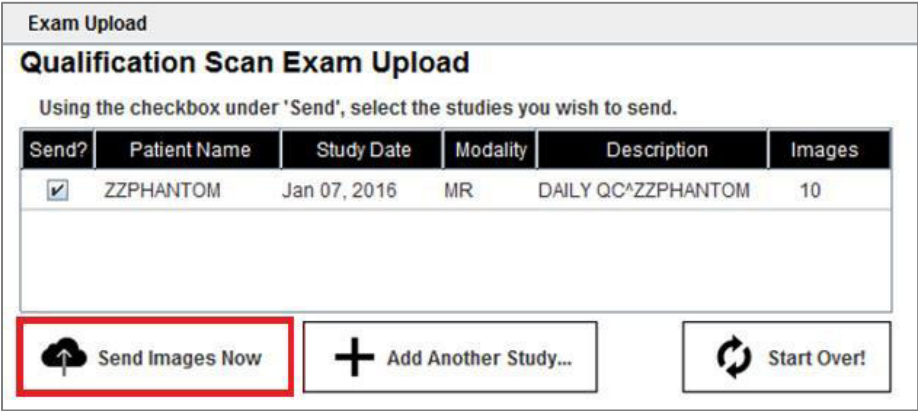 Exam Upload
Qualification Scan Exam Upload
Using the checkbox under 'Send', select the studies you wish to send.
Send? Patient Name Study Date Modality Description Images
ZZPHANTOM Jan 07, 2016 MR DAILY QC^ZZPHANTOM 10
Send Images Now Add Another Study... Start Over!